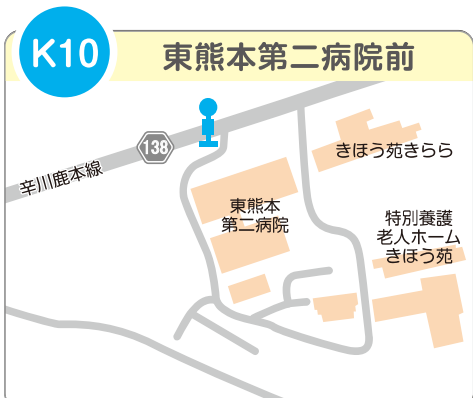 K10
東熊本第二病院前
138
辛川鹿本線
きほう苑きらら
東熊本
第二病院
特別養護
老人ホーム
きほう苑